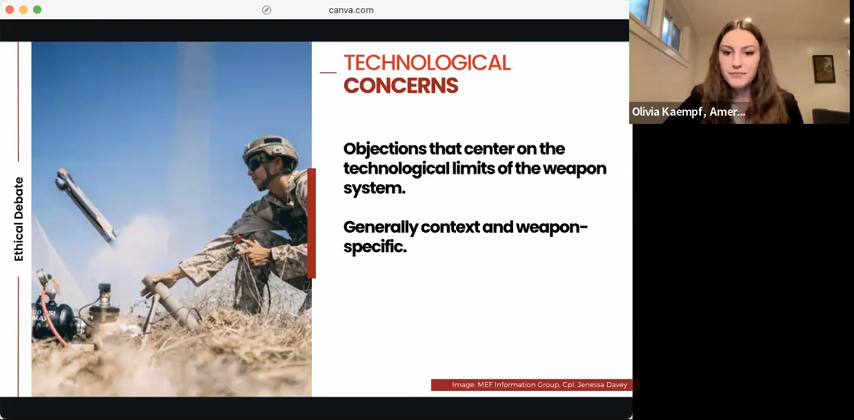 canva.com
Ethical Debate
TECHNOLOGICAL
CONCERNS
Objections that center on the
technological limits of the weapon
system.
Generally context and weapon-
specific.
Image: MEF Information Group, Cpl. Jenessa Davey
Olivia Kaempf, Amer...